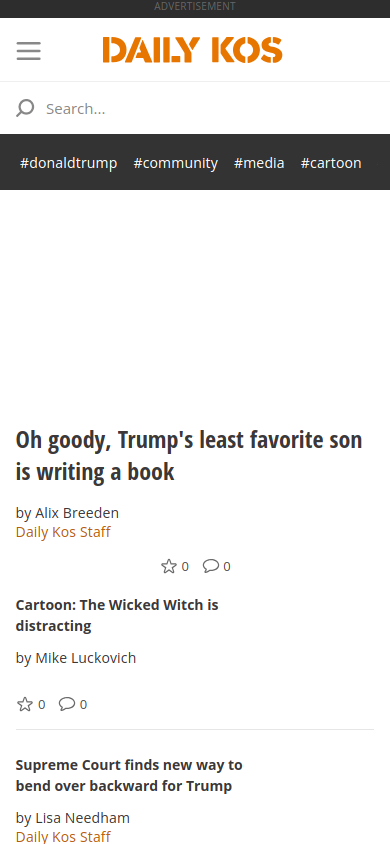 ADVERTISEMENT
DAILY KOS
Search...
#donaldtrump #community #media #cartoon
Oh goody, Trump's least favorite son
is writing a book
by Alix Breeden
Daily Kos Staff
0 0
Cartoon: The Wicked Witch is
distracting
by Mike Luckovich
0 0
Supreme Court finds new way to
bend over backward for Trump
by Lisa Needham
Daily Kos Staff